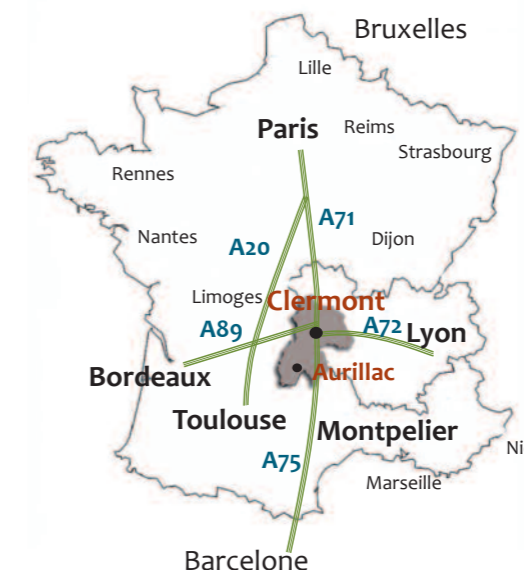 Bruxelles
Lille
Paris
Reims
Strasbourg
Rennes
A71
Nantes
A20
Dijon
Limoges
Clermont
A89
A72
Lyon
Bordeaux
Aurillac
Toulouse
Montpelier
Ni
A75
Marseille
Barcelone